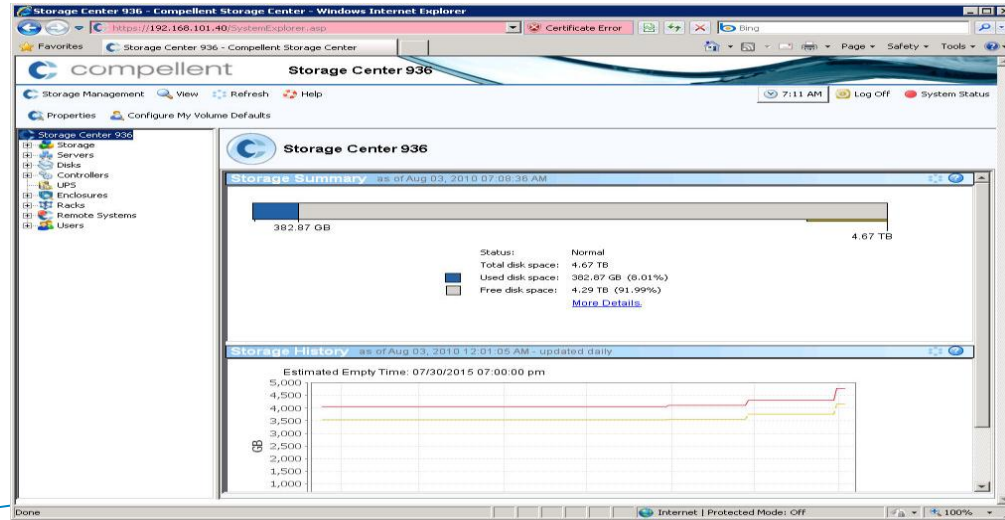 Storage Center 936 - Compellent Storage Center - Windows Internet Explorer
https://192.168.101.40/SystemExplorer.asp
Certificate Error
Bing
Favorites
Storage Center 936 - Compellent Storage Center
Page
Safety
Tools
compellent
Storage Center 936
Storage Management
View
Refresh
Help
7:11 AM
Log Off
System Status
Properties
Configure My Volume Defaults
Storage Center 936
Storage
Servers
Disks
Controllers
UPS
Enclosures
Racks
Remote Systems
Users
Storage Center 936
Storage Summary as of Aug 03, 2010 07:08:36 AM
382.87 GB
4.67 TB
Status: Normal
Total disk space: 4.67 TB
Used disk space: 382.87 GB (8.01%)
Free disk space: 4.29 TB (91.99%)
More Details.
Storage History as of Aug 03, 2010 12:01:05 AM - updated daily
Estimated Empty Time: 07/30/2015 07:00:00 pm
5,000
4,500
4,000
3,500
3,000
2,500
2,000
1,500
1,000
GB
Done
Internet | Protected Mode: Off
100%